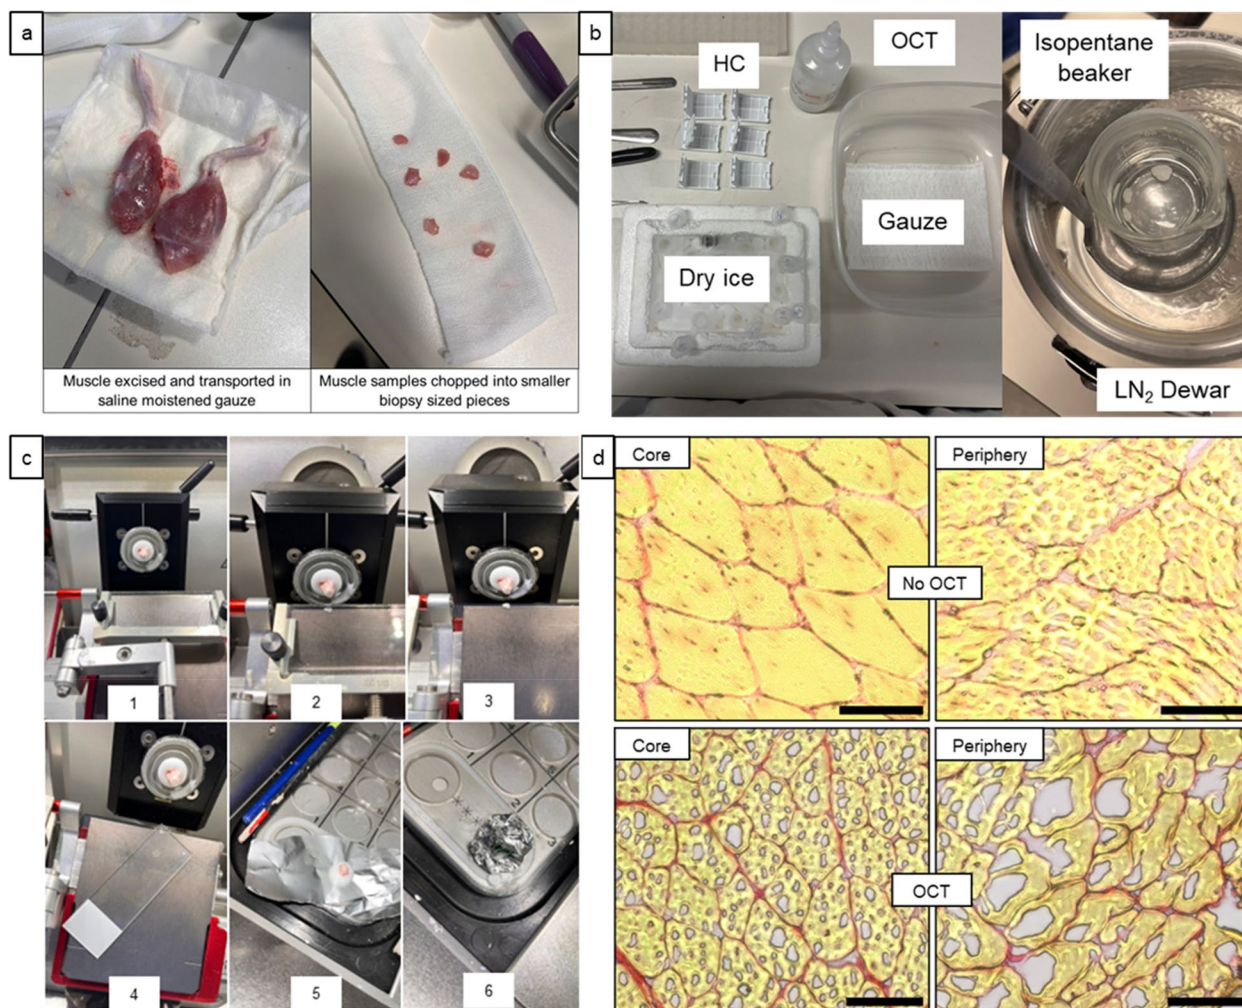 a
Muscle excised and transported in
saline moistened gauze
Muscle samples chopped into smaller
biopsy sized pieces
b
HC
OCT
Gauze
Dry ice
Isopentane
beaker
LN₂ Dewar
c
1
2
3
4
5
6
d
Core
Periphery
No OCT
Core
Periphery
OCT